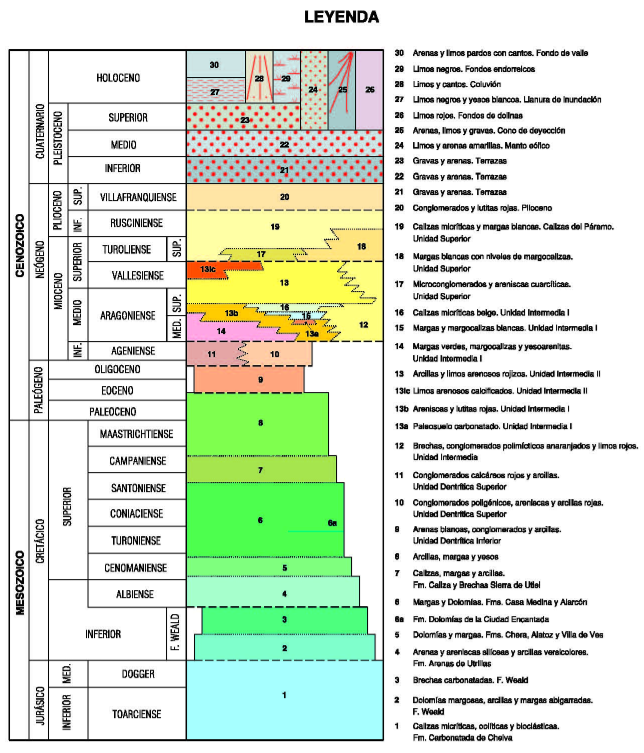 LEYENDA
CENOZOICO
CUATERNARIO
HOLOCENO
PLEISTOCENO
SUPERIOR
MEDIO
INFERIOR
NEÓGENO
PLIOCENO
SUP.
VILLAFRANQUIENSE
INF.
RUSCINIENSE
MIOCENO
SUPERIOR
TUROLIENSE
SUP.
VALLESIENSE
MEDIO
ARAGONIENSE
SUP.
MED.
INF.
AGENIENSE
PALEÓGENO
OLIGOCENO
EOCENO
PALEOCENO
MESOZOICO
CRETÁCICO
SUPERIOR
MAASTRICHTIENSE
CAMPANIENSE
SANTONIENSE
CONIACIENSE
TURONIENSE
CENOMANIENSE
INFERIOR
ALBIENSE
F. WEALD
JURÁSICO
MED.
DOGGER
INFERIOR
TOARCIENSE
30
27
28
29
24
25
26
23
22
21
20
19
18
17
13ic
13
16
13b
15
14
13a
12
11
10
9
8
7
6
6a
5
4
3
2
1
30 Arenas y limos pardos con cantos. Fondo de valle
29 Limos negros. Fondos endorreicos
28 Limos y cantos. Coluvión
27 Limos negros y yesos blancos. Llanura de inundación
26 Limos rojos. Fondos de dolinas
25 Arenas, limos y gravas. Cono de deyección
24 Limos y arenas amarillas. Manto eólico
23 Gravas y arenas. Terrazas
22 Gravas y arenas. Terrazas
21 Gravas y arenas. Terrazas
20 Conglomerados y lutitas rojas. Plioceno
19 Calizas micríticas y margas blancas. Calizas del Páramo.
Unidad Superior
18 Margas blancas con niveles de margocalizas.
Unidad Superior
17 Microconglomerados y areniscas cuarcíticas.
Unidad Superior
16 Calizas micríticas beige. Unidad Intermedia I
15 Margas y margocalizas blancas. Unidad Intermedia I
14 Margas verdes, margocalizas y yesoarenitas.
Unidad Intermedia I
13 Arcillas y limos arenosos rojizos. Unidad Intermedia II
13ic Limos arenosos calcificados. Unidad Intermedia II
13b Areniscas y lutitas rojas. Unidad Intermedia I
13a Paleosuelo carbonatado. Unidad Intermedia I
12 Brechas, conglomerados polimícticos anaranjados y limos rojos.
Unidad Intermedia
11 Conglomerados calcáreos rojos y arcillas.
Unidad Dentrítica Superior
10 Conglomerados poligénicos, areniscas y arcillas rojas.
Unidad Dentrítica Superior
9 Arenas blancas, conglomerados y arcillas.
Unidad Dentrítica Inferior
8 Arcillas, margas y yesos
7 Calizas, margas y arcillas.
Fm. Caliza y Brechas Sierra de Utiel
6 Margas y Dolomías. Fms. Casa Medina y Alarcón
6a Fm. Dolomías de la Ciudad Encantada
5 Dolomías y margas. Fms. Chera, Alatoz y Villa de Ves
4 Arenas y areniscas silíceas y arcillas versicolores.
Fm. Arenas de Utrillas
3 Brechas carbonatadas. F. Weald
2 Dolomías margosas, arcillas y margas abigarradas.
F. Weald
1 Calizas micríticas, oolíticas y bioclásticas.
Fm. Carbonatada de Chelva